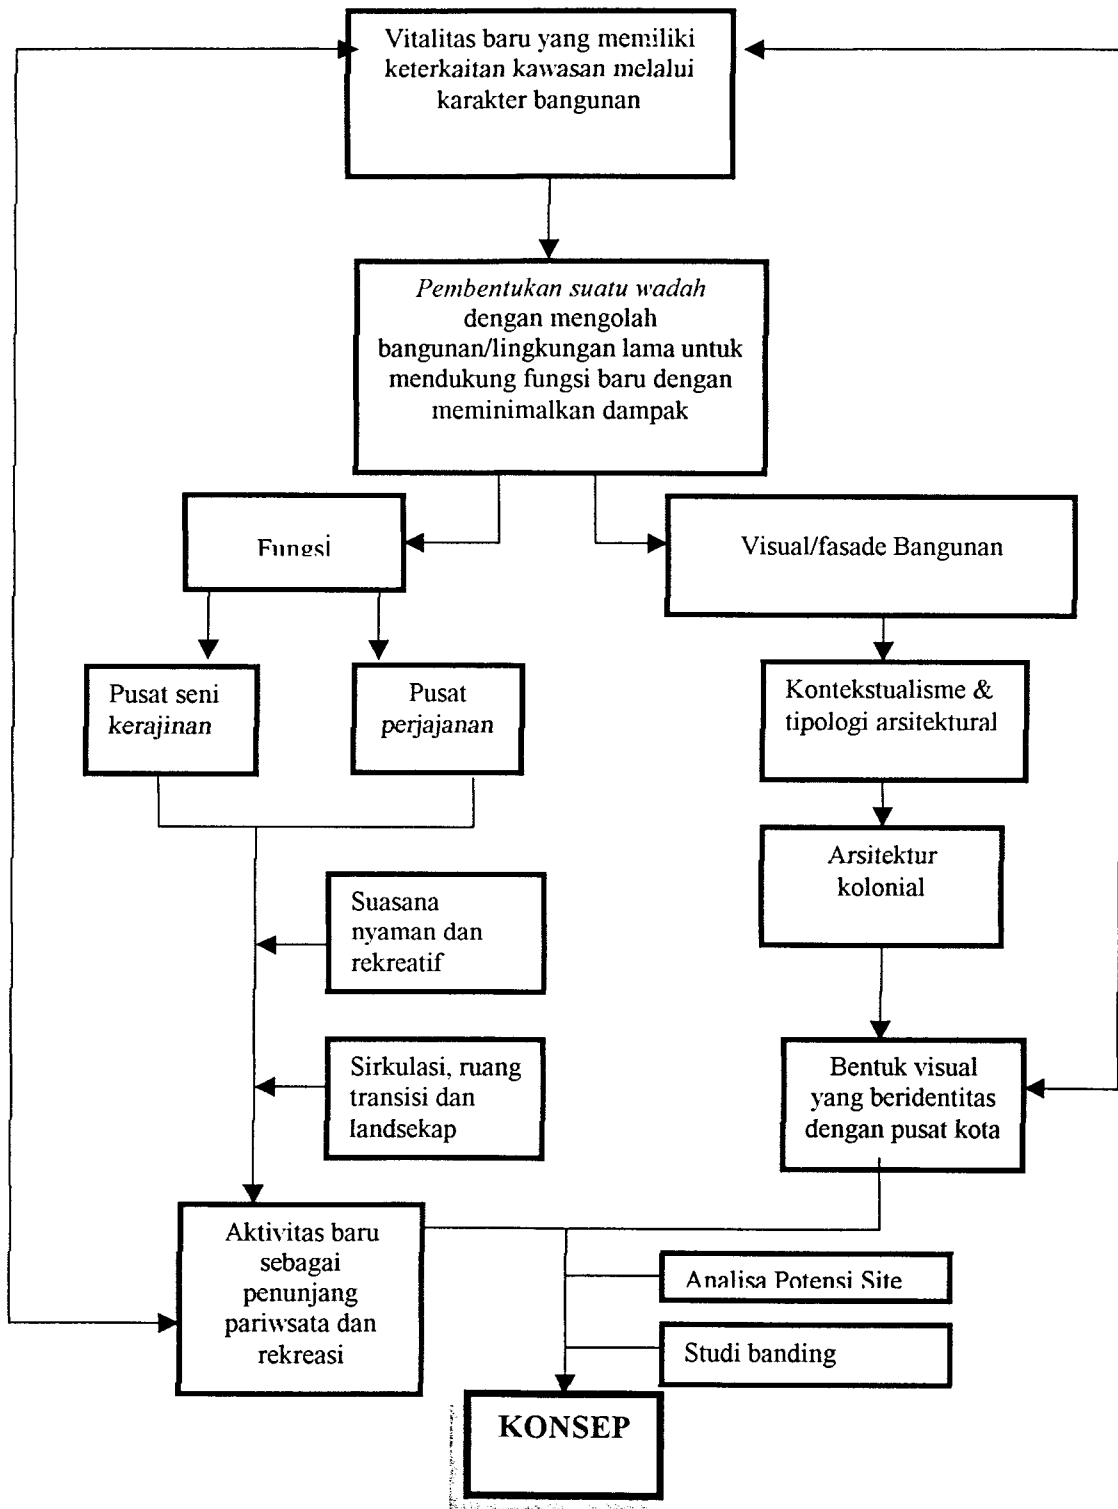 Vitalitas baru yang memiliki
keterkaitan kawasan melalui
karakter bangunan
Pembentukan suatu wadah
dengan mengolah
bangunan/lingkungan lama untuk
mendukung fungsi baru dengan
meminimalkan dampak
Fungsi
Visual/fasade Bangunan
Pusat seni
kerajinan
Pusat
perjajanan
Kontekstualisme &
tipologi arsitektural
Arsitektur
kolonial
Suasana
nyaman dan
rekreatif
Sirkulasi, ruang
transisi dan
landsekap
Bentuk visual
yang beridentitas
dengan pusat kota
Aktivitas baru
sebagai
penunjang
pariwsata dan
rekreasi
Analisa Potensi Site
Studi banding
KONSEP